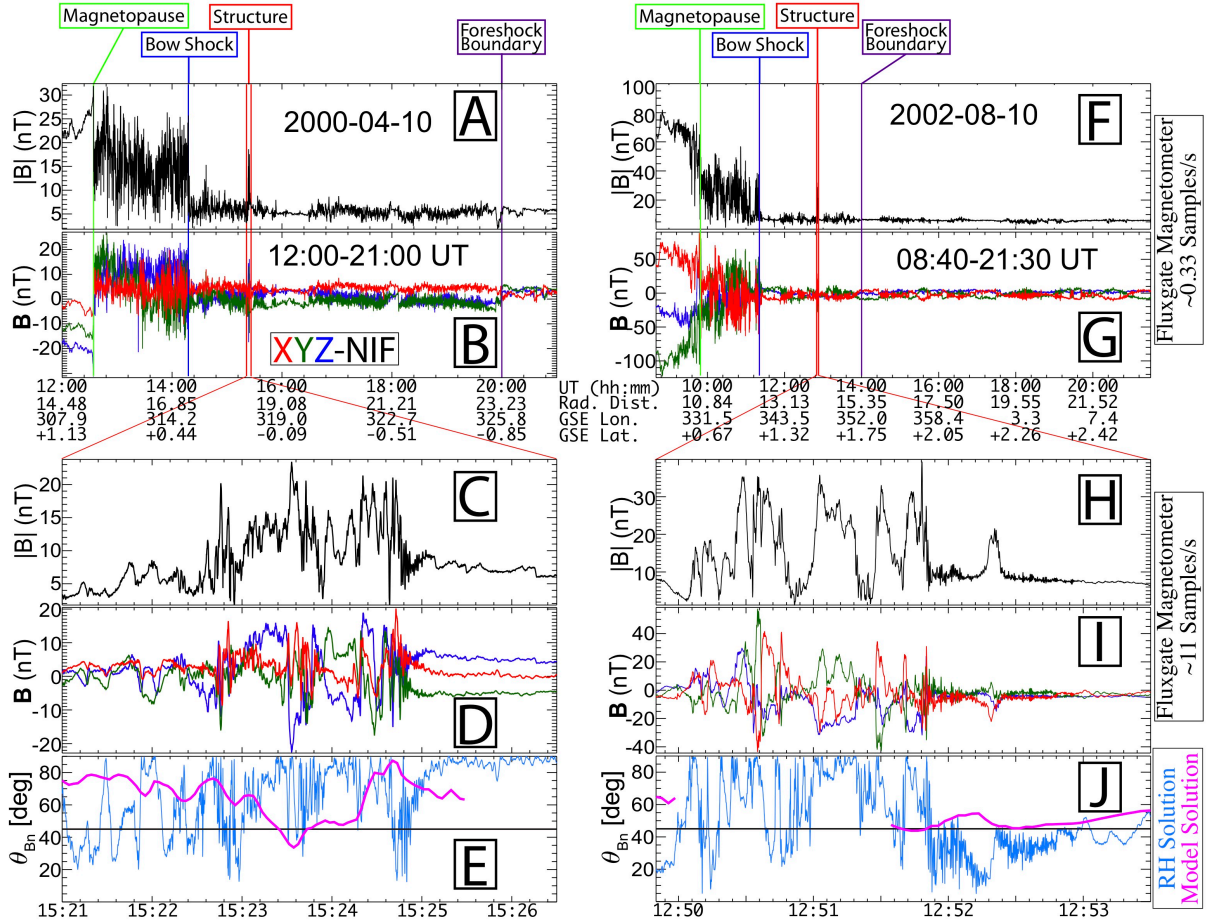 Magnetopause
Structure
Bow Shock
Foreshock
Boundary
Magnetopause
Structure
Bow Shock
Foreshock
Boundary
|B| (nT)
30
25
20
15
10
5
2000-04-10
A
|B| (nT)
100
80
60
40
20
2002-08-10
F
B (nT)
20
10
0
-10
-20
12:00-21:00 UT
XYZ-NIF
B
B (nT)
50
0
-50
-100
08:40-21:30 UT
G
Fluxgate Magnetometer
~0.33 Samples/s
12:00 14:00 16:00 18:00 20:00 UT (hh:mm) 10:00 12:00 14:00 16:00 18:00 20:00
14.48 16.85 19.08 21.21 23.23 Rad. Dist. 10.84 13.13 15.35 17.50 19.55 21.52
307.9 314.2 319.0 322.7 325.8 GSE Lon. 331.5 343.5 352.0 358.4 3.3 7.4
+1.13 +0.44 -0.09 -0.51 -0.85 GSE Lat. +0.67 +1.32 +1.75 +2.05 +2.26 +2.42
|B| (nT)
20
15
10
5
C
|B| (nT)
30
20
10
H
B (nT)
20
10
0
-10
-20
D
B (nT)
40
20
0
-20
-40
I
Fluxgate Magnetometer
~11 Samples/s
θBn [deg]
80
60
40
20
E
15:21 15:22 15:23 15:24 15:25 15:26
θBn [deg]
80
60
40
20
J
12:50 12:51 12:52 12:53
RH Solution
Model Solution